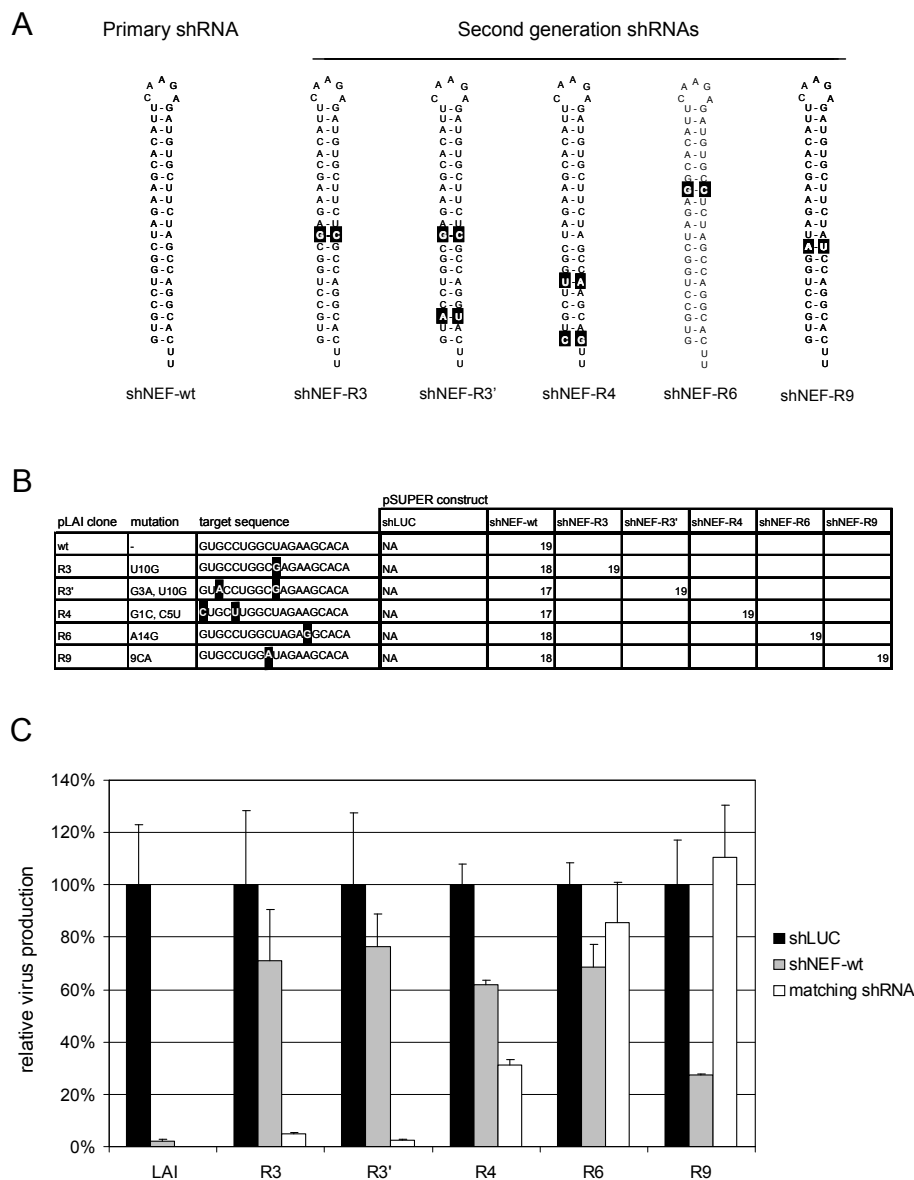 A
Primary shRNA
Second generation shRNAs
shNEF-wt
shNEF-R3
shNEF-R3'
shNEF-R4
shNEF-R6
shNEF-R9
B
pSUPER construct
pLAI clone mutation target sequence shLUC shNEF-wt shNEF-R3 shNEF-R3' shNEF-R4 shNEF-R6 shNEF-R9
wt - GUGCCUGGCUAGAAGCACA NA 19
R3 U10G GUGCCUGGCGAGAAGCACA NA 18 19
R3' G3A, U10G GUACCUGGCGAGAAGCACA NA 17 19
R4 G1C, C5U CUGCUUGGCUAGAAGCACA NA 17 19
R6 A14G GUGCCUGGCUAGAGGCACA NA 18 19
R9 9CA GUGCCUGGAUAGAAGCACA NA 18 19
C
relative virus production
140%
120%
100%
80%
60%
40%
20%
0%
LAI R3 R3' R4 R6 R9
shLUC
shNEF-wt
matching shRNA